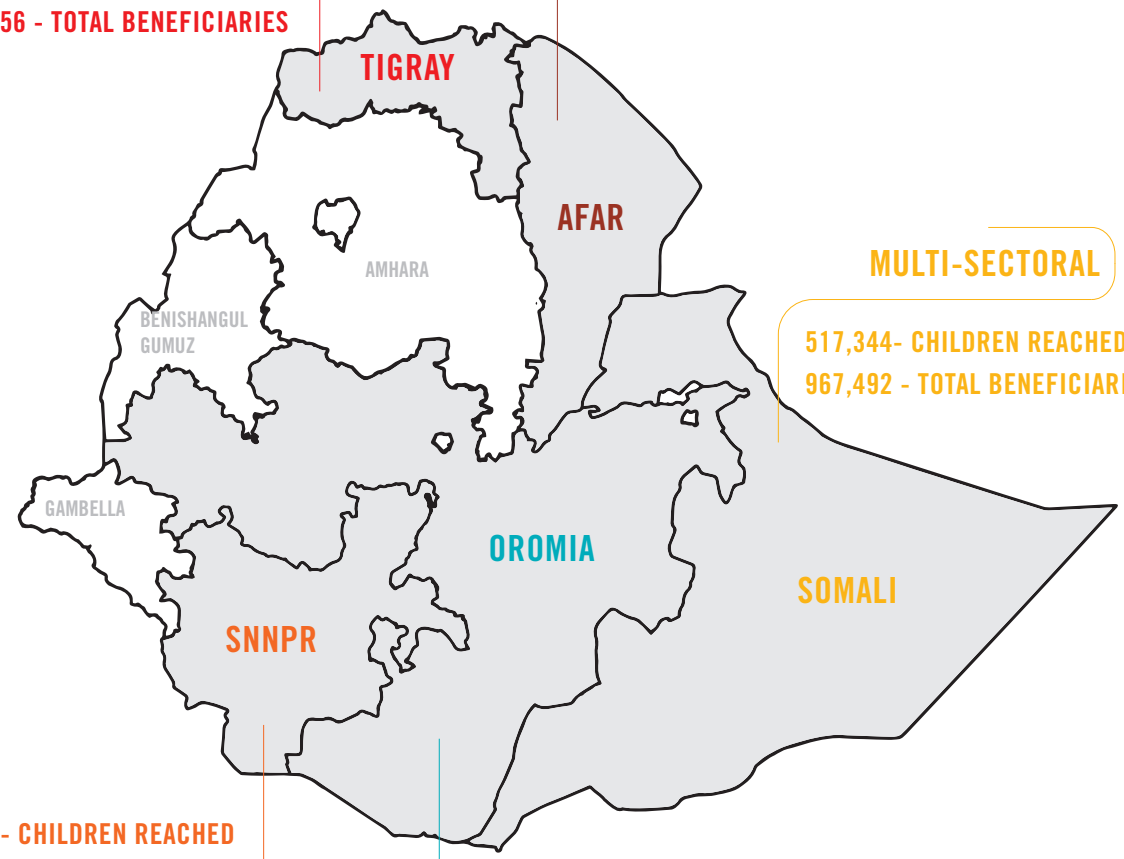 56 - TOTAL BENEFICIARIES
TIGRAY
AFAR
AMHARA
MULTI-SECTORAL
BENISHANGUL
GUMUZ
517,344- CHILDREN REACHED
967,492 - TOTAL BENEFICIARI
GAMBELLA
OROMIA
SOMALI
SNNPR
- CHILDREN REACHED